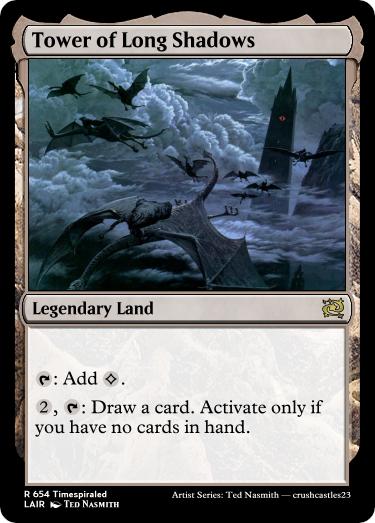 Tower of Long Shadows
Legendary Land
: Add .
2 , : Draw a card. Activate only if
you have no cards in hand.
R 654 Timespiraled
Artist Series: Ted Nasmith — crushcastles23
LAIR Ted Nasmith